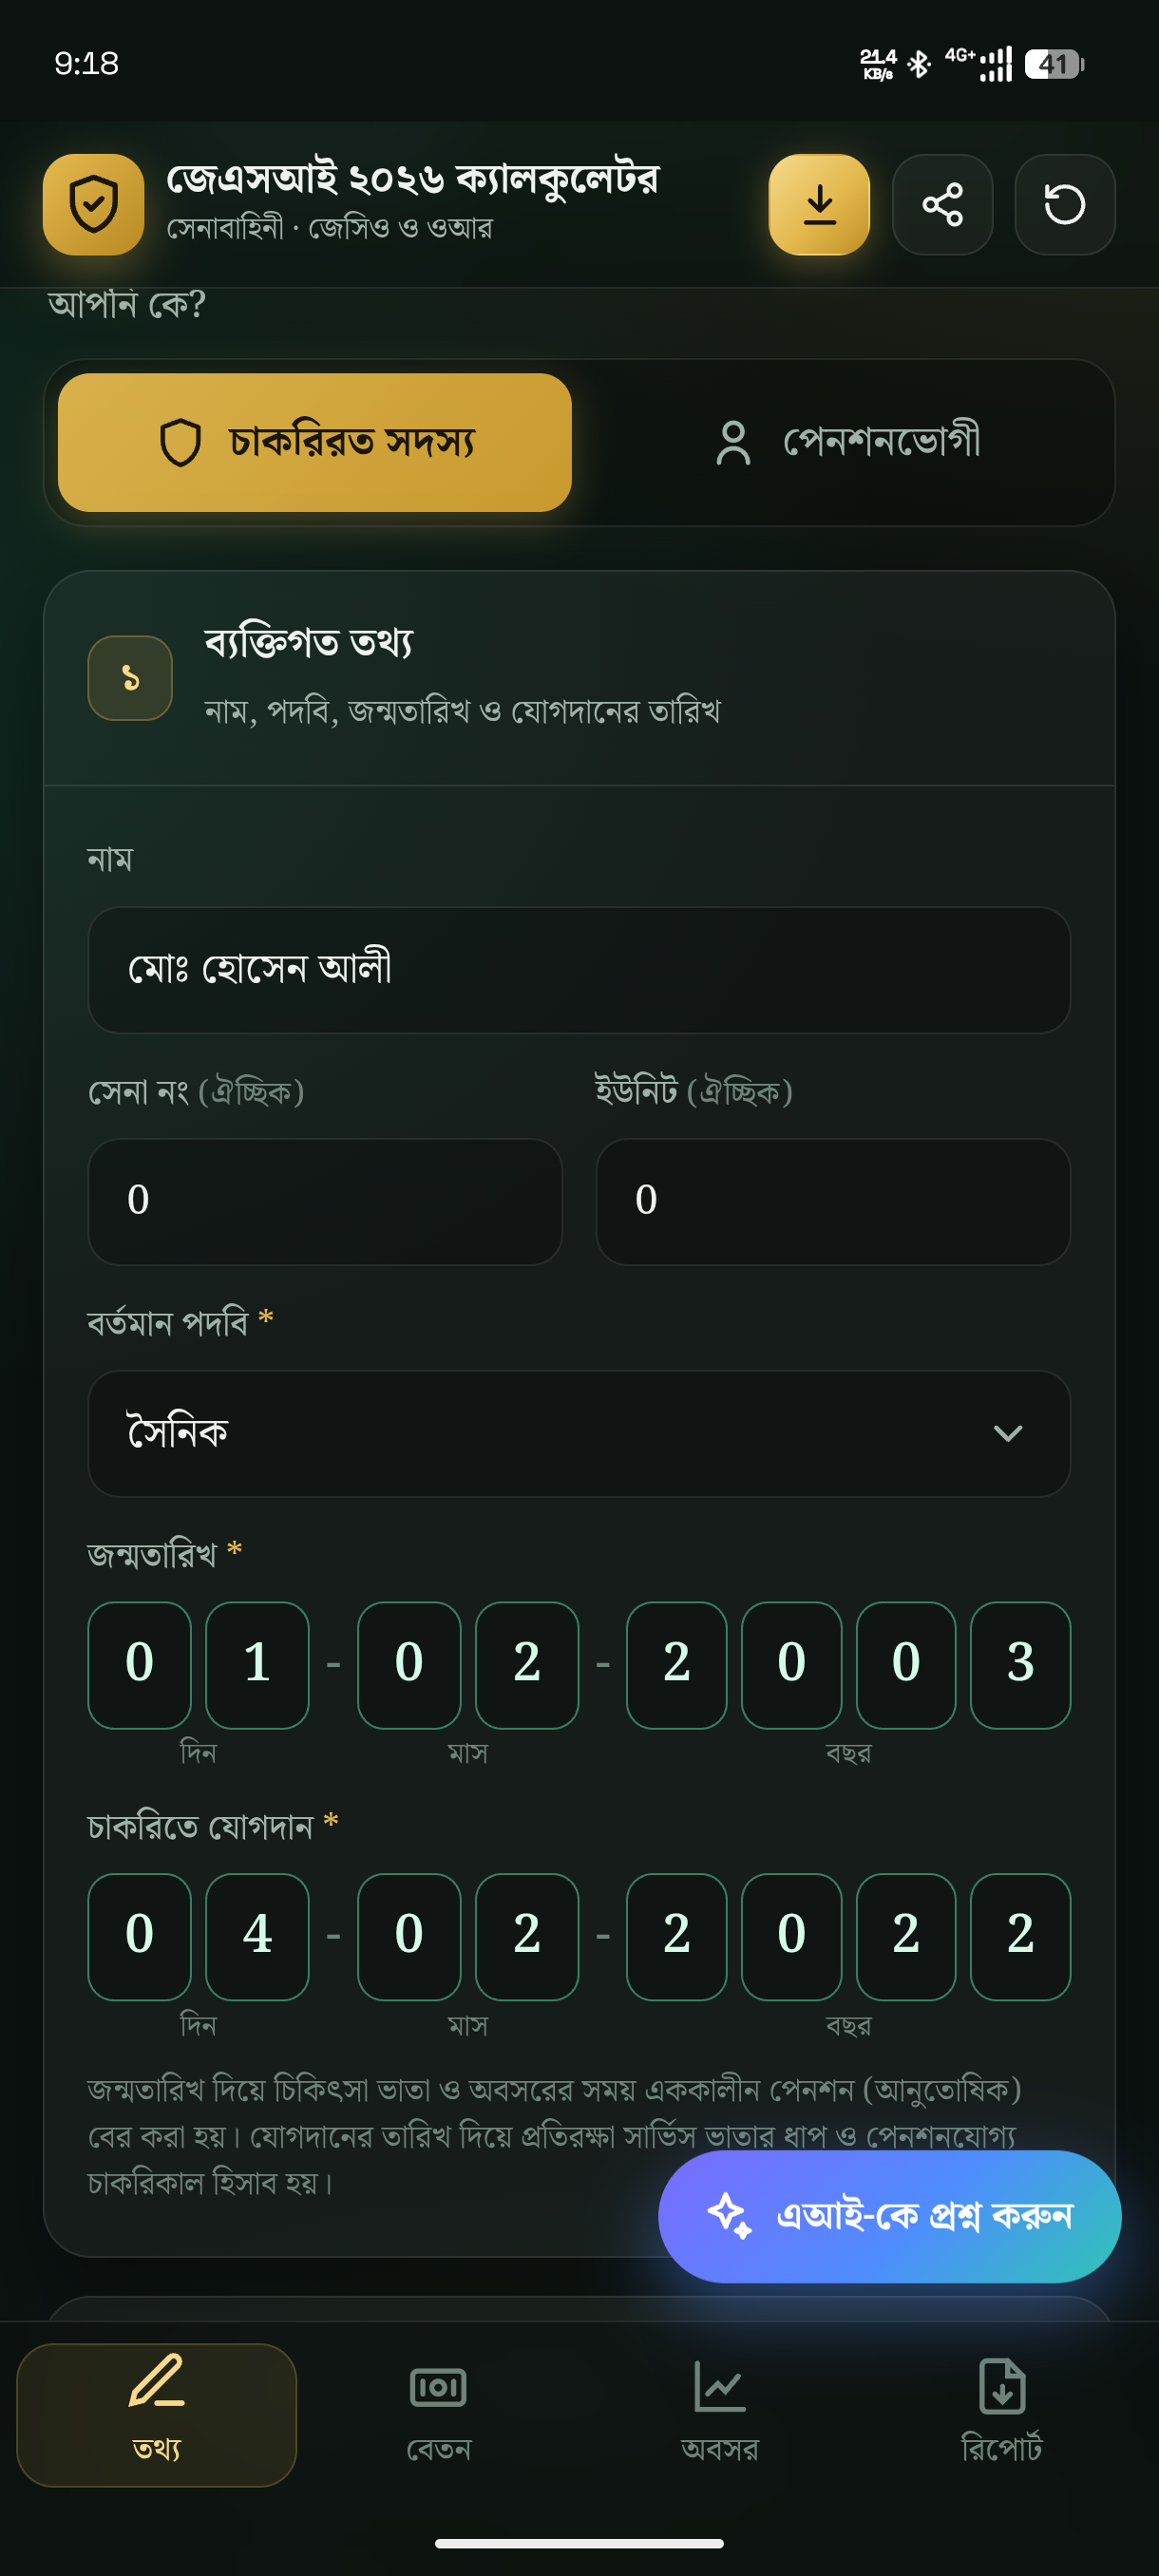 9:18
21.4
KB/s
4G+
41
জেএসআই ২০২৬ ক্যালকুলেটর
সেনাবাহিনী · জেসিও ও ওআর
আপনি কে?
চাকরিরত সদস্য
পেনশনভোগী
১
ব্যক্তিগত তথ্য
নাম, পদবি, জন্মতারিখ ও যোগদানের তারিখ
নাম
মোঃ হোসেন আলী
সেনা নং (ঐচ্ছিক)
ইউনিট (ঐচ্ছিক)
0
0
বর্তমান পদবি *
সৈনিক
জন্মতারিখ *
0 1 - 0 2 - 2 0 0 3
দিন মাস বছর
চাকরিতে যোগদান *
0 4 - 0 2 - 2 0 2 2
দিন মাস বছর
জন্মতারিখ দিয়ে চিকিৎসা ভাতা ও অবসরের সময় এককালীন পেনশন (আনুতোষিক)
বের করা হয়। যোগদানের তারিখ দিয়ে প্রতিরক্ষা সার্ভিস ভাতার ধাপ ও পেনশনযোগ্য
চাকরিকাল হিসাব হয়।
এআই-কে প্রশ্ন করুন
তথ্য
বেতন
অবসর
রিপোর্ট